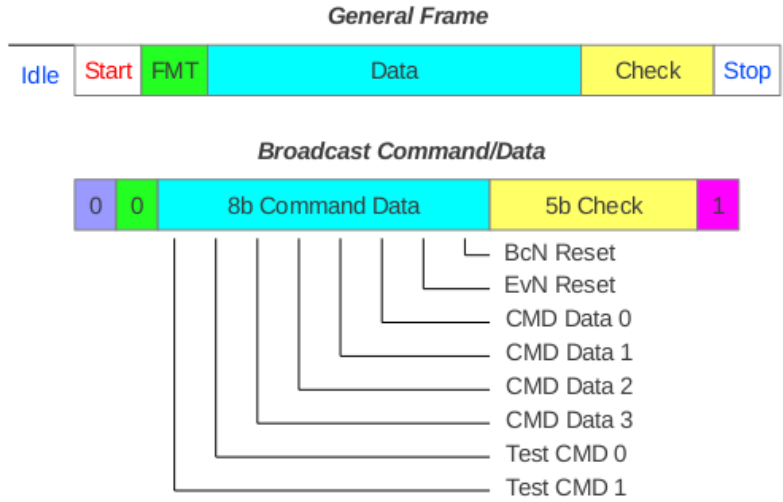 General Frame
Idle Start FMT Data Check Stop
Broadcast Command/Data
0 0 8b Command Data 5b Check 1
BcN Reset
EvN Reset
CMD Data 0
CMD Data 1
CMD Data 2
CMD Data 3
Test CMD 0
Test CMD 1